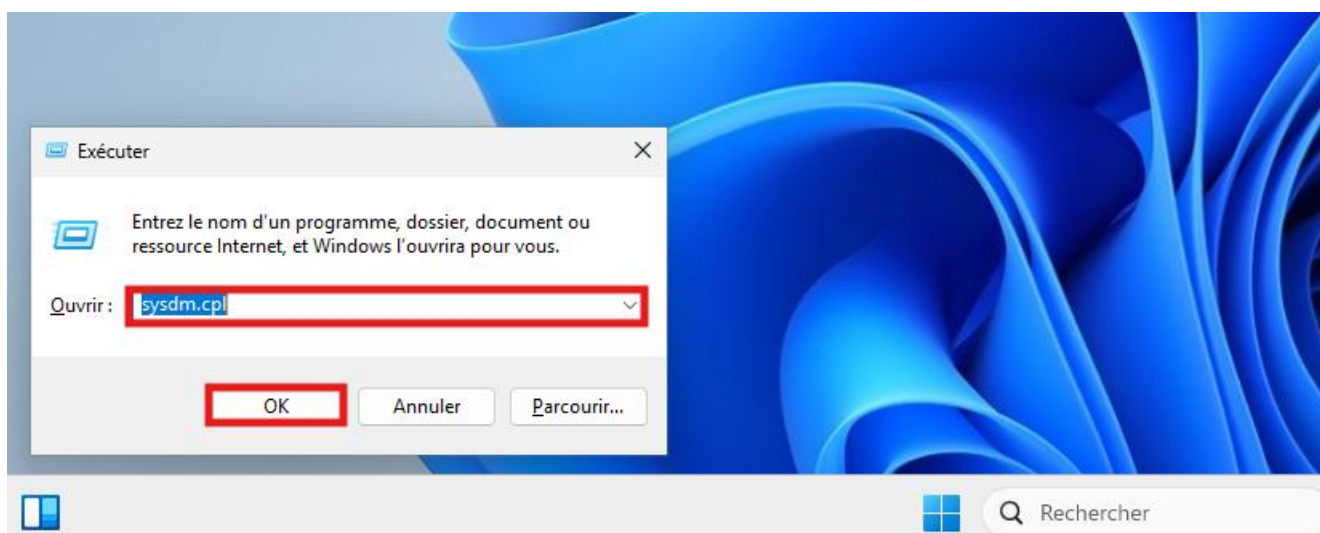 Exécuter
Entrez le nom d'un programme, dossier, document ou
ressource Internet, et Windows l'ouvrira pour vous.
Ouvrir :
sysdm.cpl
OK
Annuler
Parcourir...
Rechercher